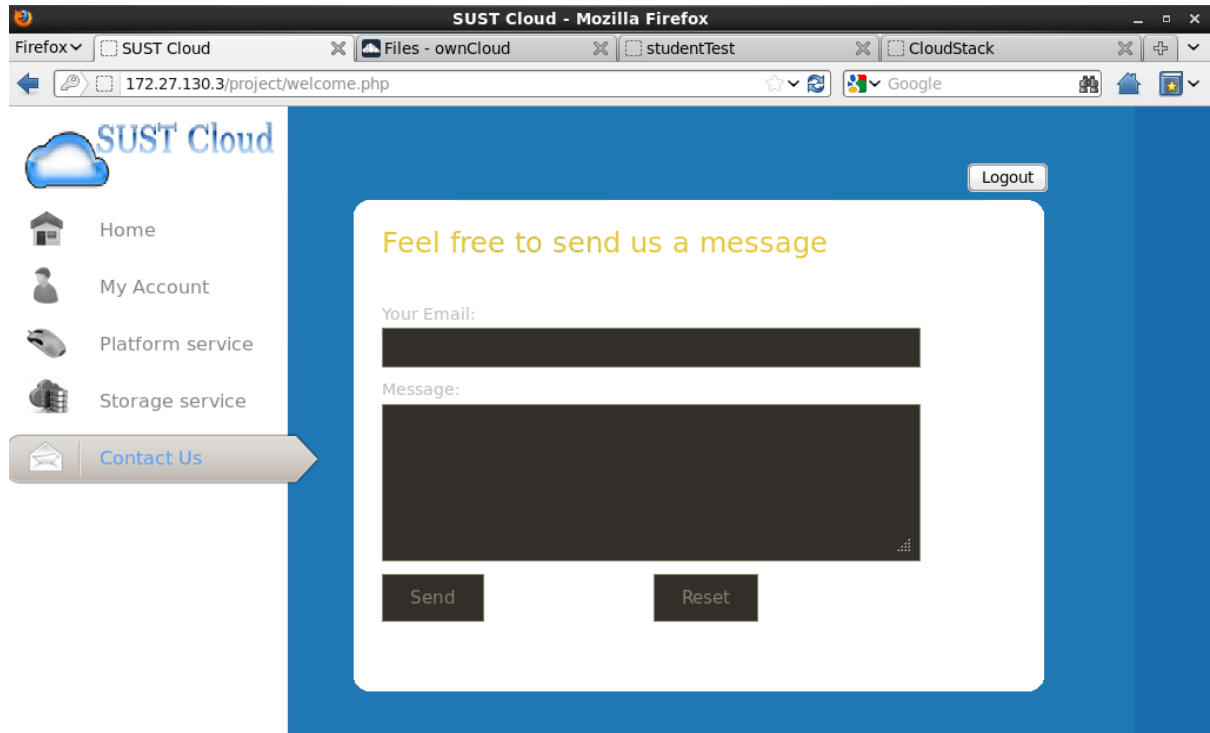 SUST Cloud - Mozilla Firefox
Firefox
SUST Cloud
Files - ownCloud
studentTest
CloudStack
172.27.130.3/project/welcome.php
Google
SUST Cloud
Logout
Home
My Account
Platform service
Storage service
Contact Us
Feel free to send us a message
Your Email:
Message:
Send
Reset